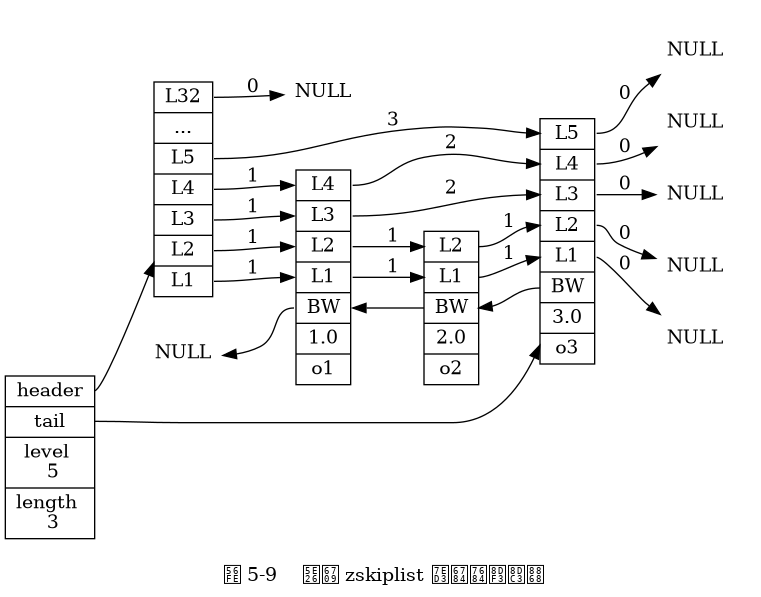 NULL
L32
0
NULL
...
L5
3
L4
1
L3
1
L2
1
L1
1
L4
2
L3
2
L2
1
L1
1
BW
1.0
o1
NULL
L2
1
L1
1
BW
2.0
o2
L5
0
L4
0
NULL
L3
0
NULL
L2
0
NULL
L1
0
NULL
BW
3.0
o3
header
tail
level
5
length
3
5-9 zskiplist